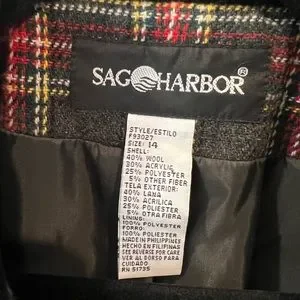 SAG HARBOR®
STYLE/ESTILO
F93027
SIZE: 14
SHELL:
40% WOOL
30% ACRYLIC
25% POLYESTER
5% OTHER FIBER
TELA EXTERIOR:
40% LANA
30% ACRILICA
25% POLIESTER
5% OTRA FIBRA
LINING:
100% POLYESTER
FORRO:
100% POLIESTER
MADE IN PHILIPPINES
HECHO EN FILIPINAS
SEE REVERSE FOR CARE
VER AL DORSO PARA
CUIDADO
RN 51735